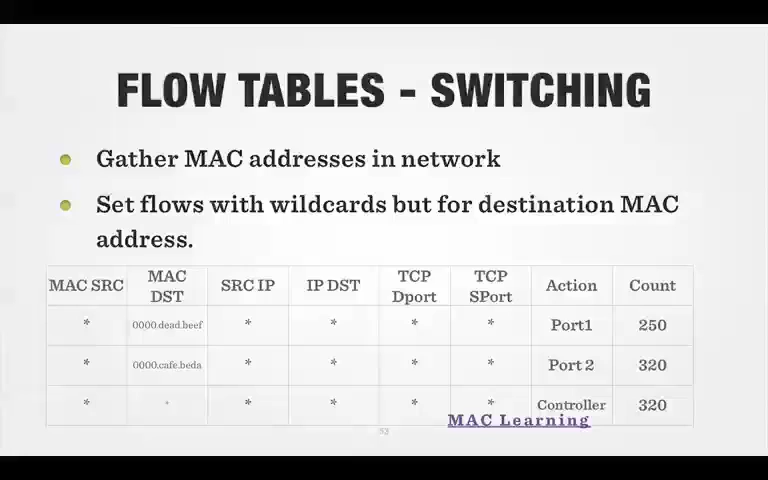 FLOW TABLES - SWITCHING
Gather MAC addresses in network
Set flows with wildcards but for destination MAC
address.
MAC SRC MAC DST SRC IP IP DST TCP Dport TCP SPort Action Count
* 0000.dead.beef * * * * Port1 250
* 0000.cafe.beda * * * * Port 2 320
* * * * * * Controller 320
MAC Learning